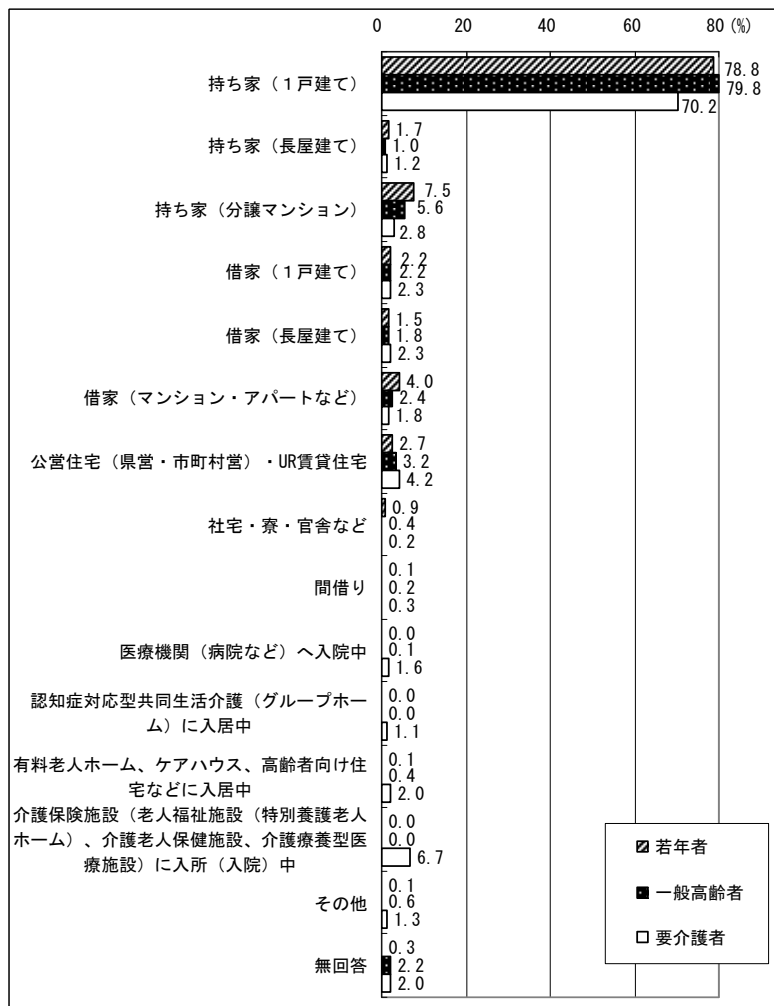 0 20 40 60 80 (%)
持ち家（１戸建て）
78.8
79.8
70.2
持ち家（長屋建て）
1.7
1.0
1.2
持ち家（分譲マンション）
7.5
5.6
2.8
借家（１戸建て）
2.2
2.2
2.3
借家（長屋建て）
1.5
1.8
2.3
借家（マンション・アパートなど）
4.0
2.4
1.8
公営住宅（県営・市町村営）・UR賃貸住宅
2.7
3.2
4.2
社宅・寮・官舎など
0.9
0.4
0.2
間借り
0.1
0.2
0.3
医療機関（病院など）へ入院中
0.0
0.1
1.6
認知症対応型共同生活介護（グループホー
ム）に入居中
0.0
0.0
1.1
有料老人ホーム、ケアハウス、高齢者向け住
宅などに入居中
0.1
0.4
2.0
介護保険施設（老人福祉施設（特別養護老人
ホーム）、介護老人保健施設、介護療養型医
療施設）に入所（入院）中
0.0
0.0
6.7
その他
0.1
0.6
1.3
無回答
0.3
2.2
2.0
若年者
一般高齢者
要介護者